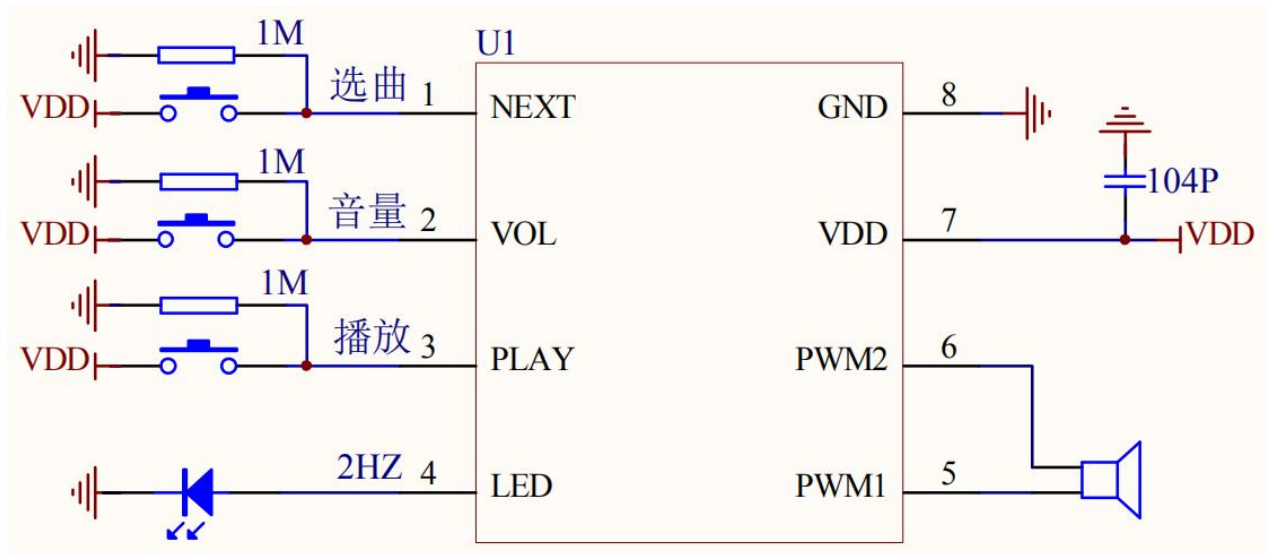 1M
U1
VDD
选曲
1
NEXT
GND
8
1M
104P
VDD
音量
2
VOL
VDD
7
VDD
1M
VDD
播放
3
PLAY
PWM2
6
2HZ
4
LED
PWM1
5